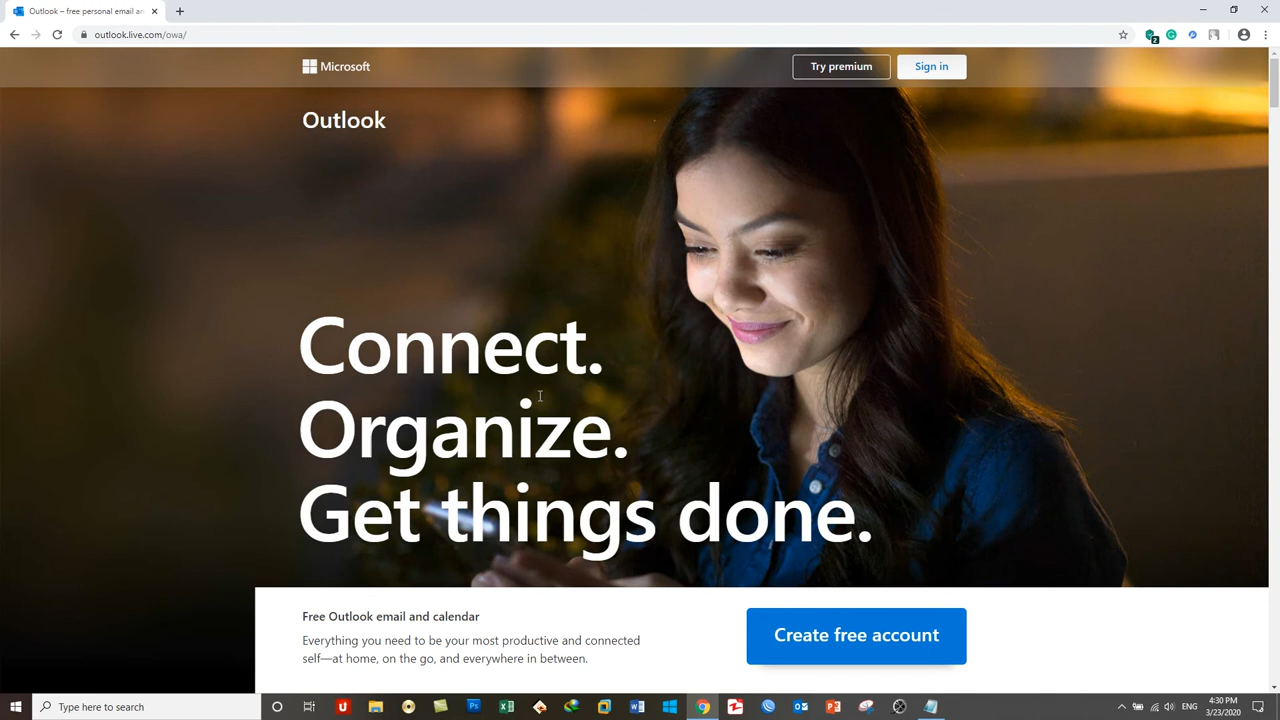 Outlook – free personal email an
outlook.live.com/owa/
2
Microsoft
Try premium
Sign in
Outlook
Connect.
Organize.
Get things done.
Free Outlook email and calendar
Everything you need to be your most productive and connected
self—at home, on the go, and everywhere in between.
Create free account
Type here to search
ENG
4:30 PM
3/23/2020